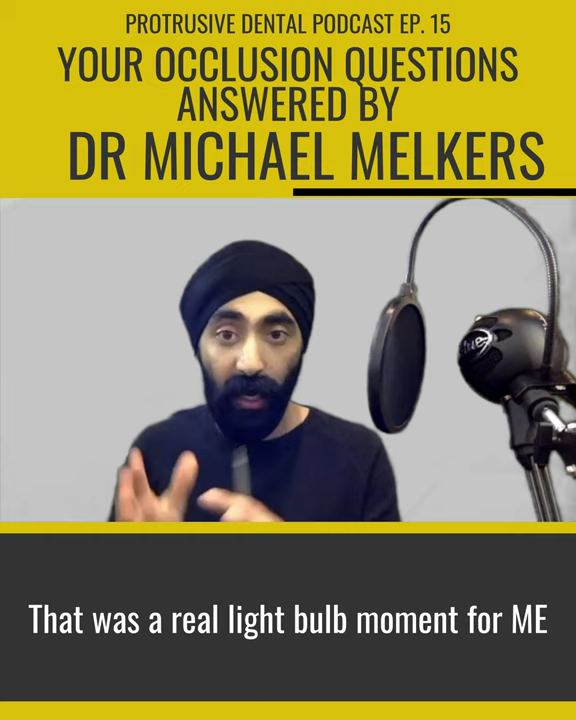 PROTRUSIVE DENTAL PODCAST EP. 15
YOUR OCCLUSION QUESTIONS
ANSWERED BY
DR MICHAEL MELKERS
Blue
That was a real light bulb moment for ME